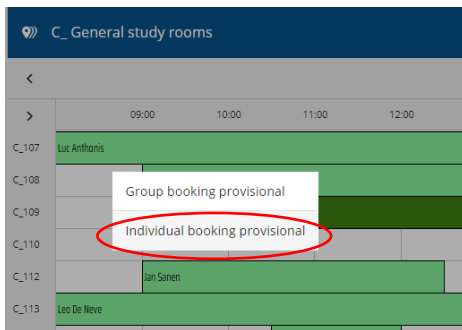 C_ General study rooms
09:00 10:00 11:00 12:00
C_107 Luc Anthonis
C_108
Group booking provisional
C_109
Individual booking provisional
C_110
C_112 Jan Sanen
C_113 Leo De Neve